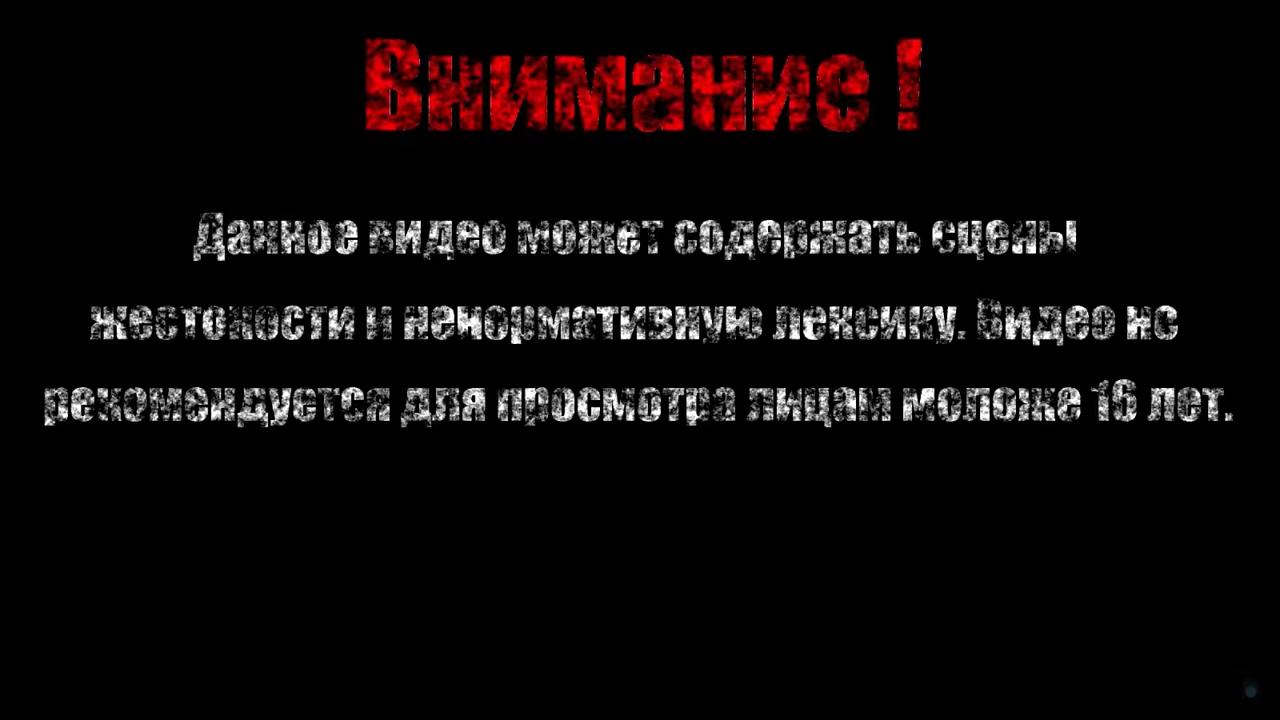 Внимание !
Данное видео может содержать сцены
жестокости и ненормативную лексику. Видео не
рекомендуется для просмотра лицам моложе 16 лет.